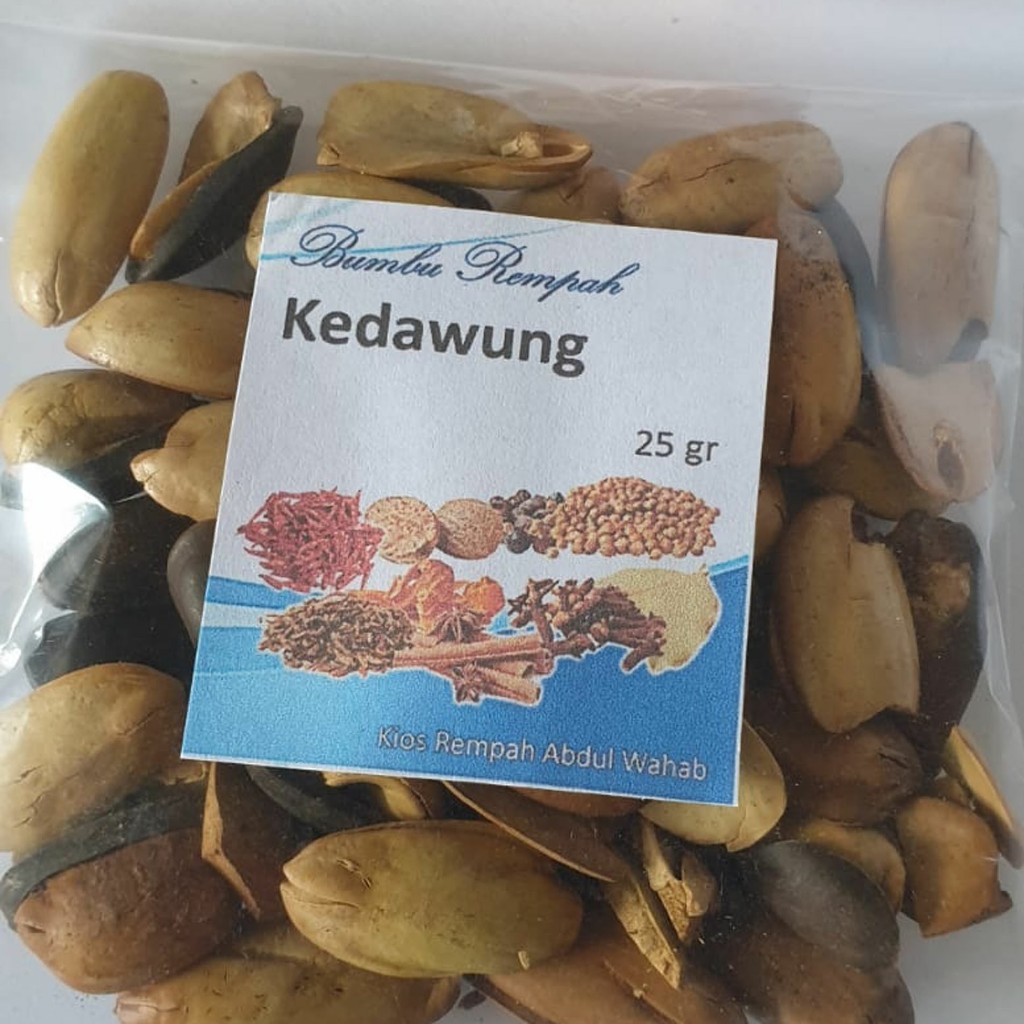 Bumbu Rempah
Kedawung
25 gr
Kios Rempah Abdul Wahab